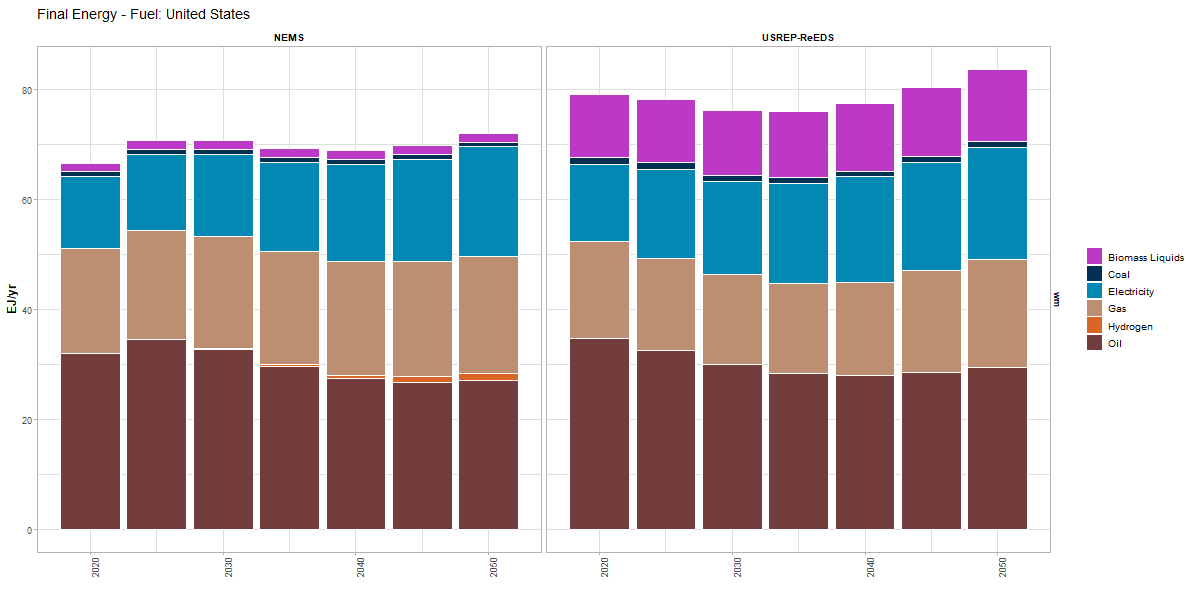 Final Energy - Fuel: United States
NEMS
USREP-ReEDS
EJ/yr
80
60
40
20
0
2020
2030
2040
2050
2020
2030
2040
2050
wm
Biomass Liquids
Coal
Electricity
Gas
Hydrogen
Oil